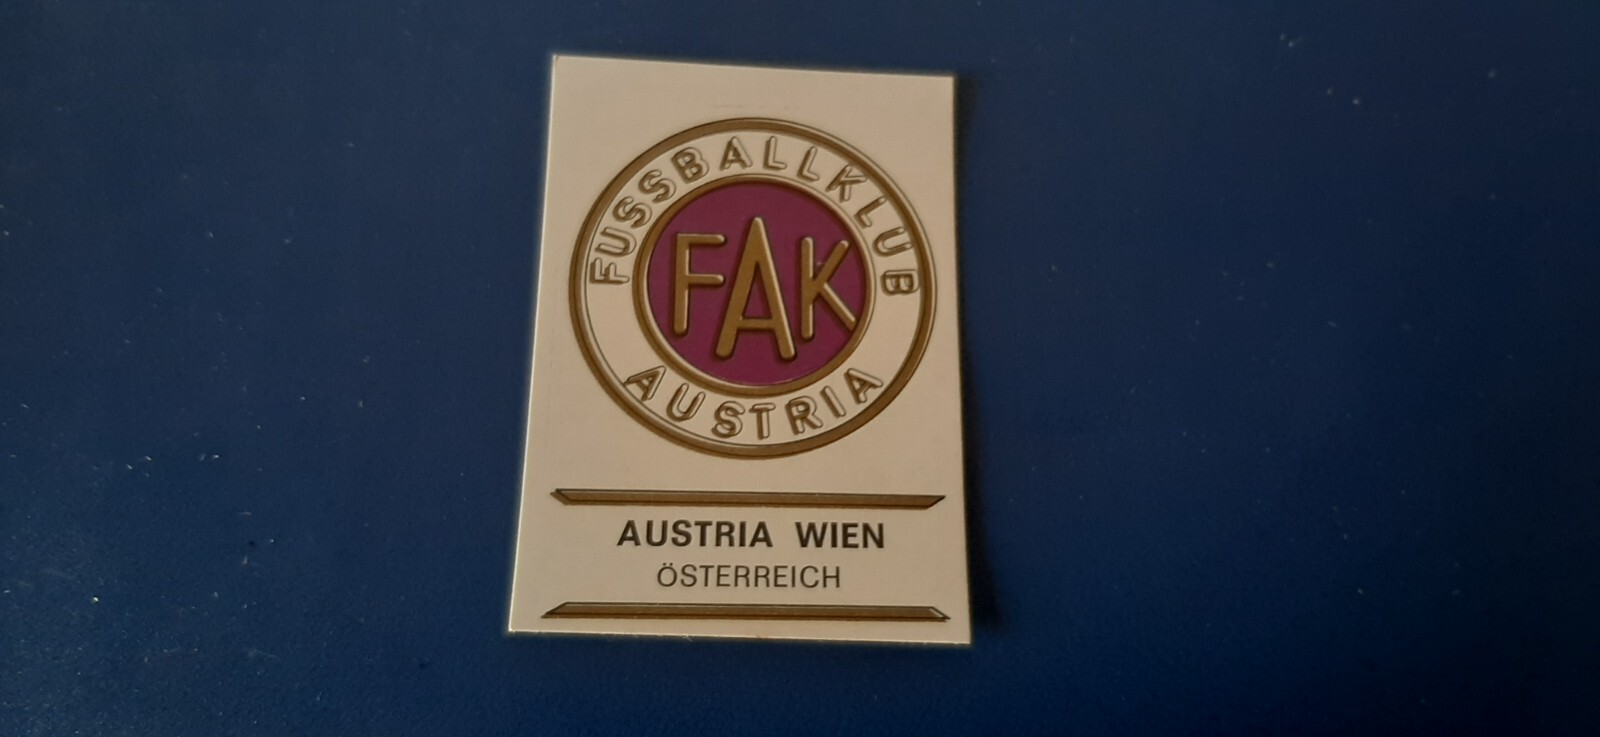 FUSSBALLKLUB
FAK
AUSTRIA
AUSTRIA WIEN
ÖSTERREICH